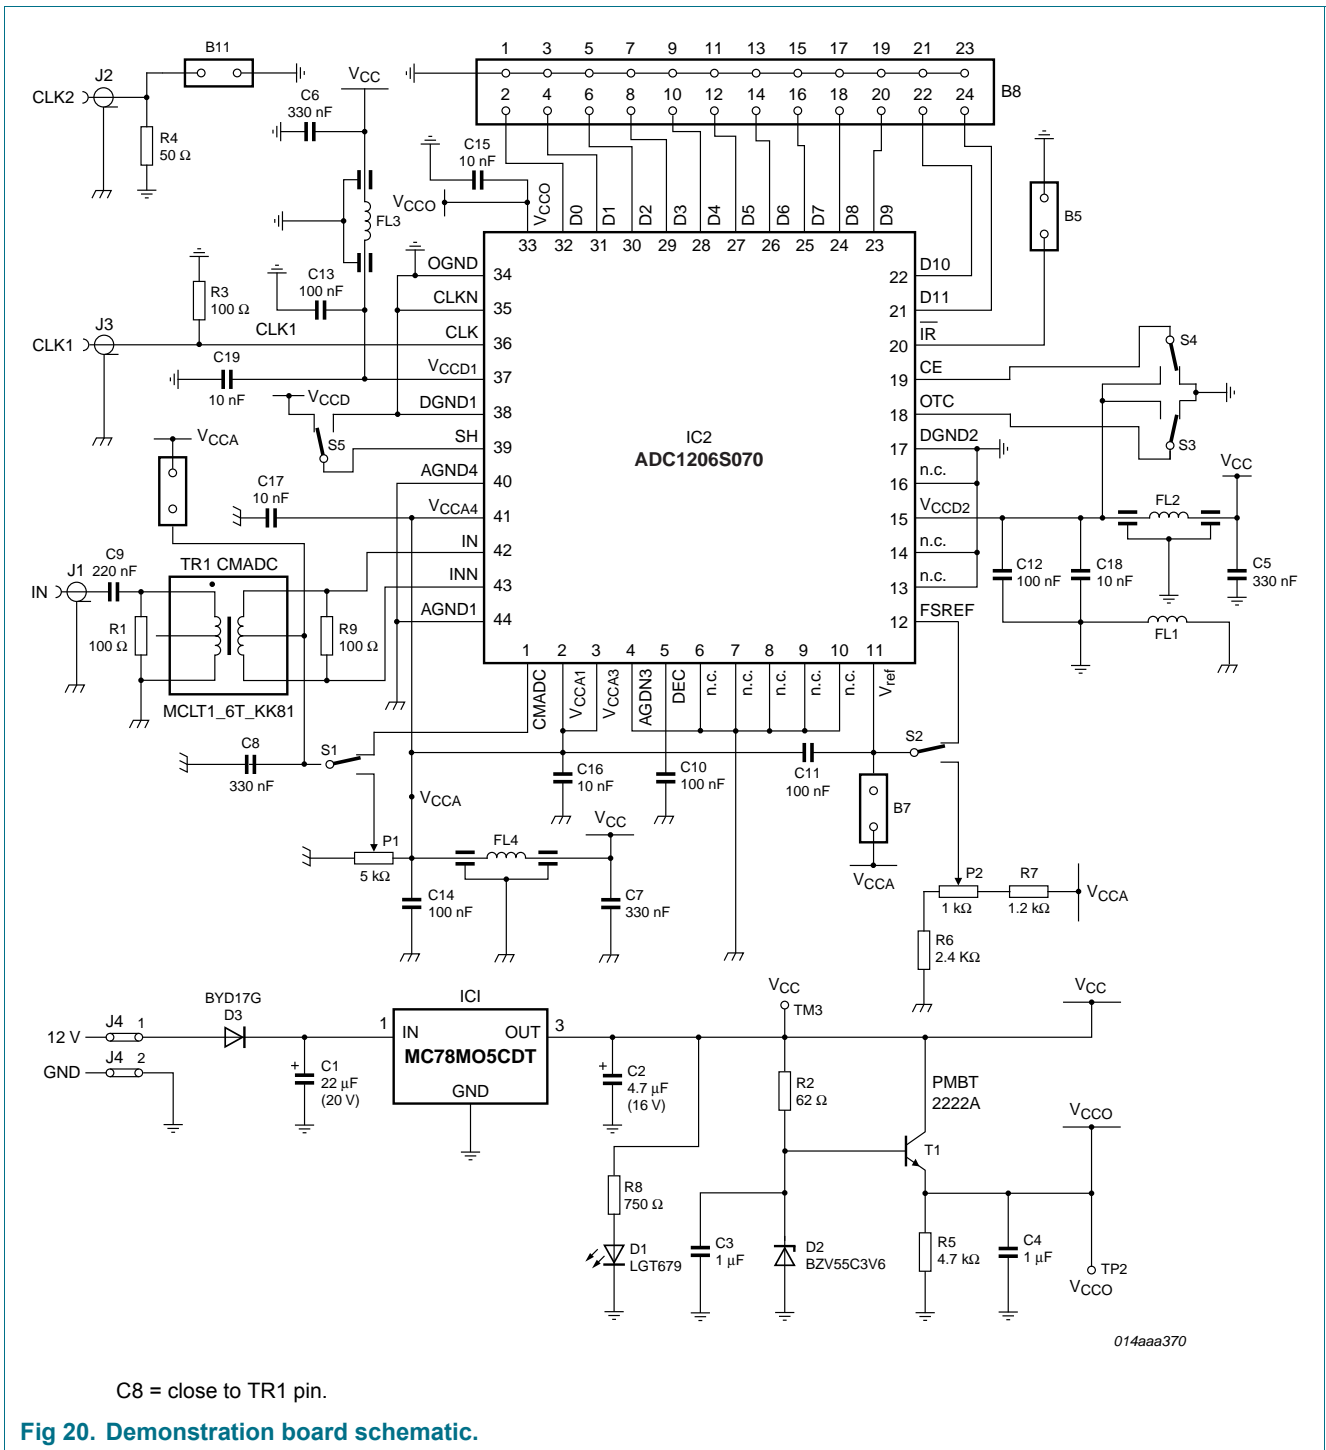 B11
1 3 5 7 9 11 13 15 17 19 21 23
J2
VCC
CLK2
C6
330 nF
2 4 6 8 10 12 14 16 18 20 22 24
B8
R4
50 Ω
C15
10 nF
VCCO
VCCO D0 D1 D2 D3 D4 D5 D6 D7 D8 D9
FL3
B5
33 32 31 30 29 28 27 26 25 24 23
OGND 34
22 D10
C13
100 nF
CLKN 35
21 D11
R3
100 Ω
CLK1
J3
CLK1
CLK 36
20 IR
S4
C19
10 nF
VCCD1 37
19 CE
VCCD
DGND1 38
18 OTC
S5
SH 39
IC2
ADC1206S070
17 DGND2
S3
VCCA
AGND4 40
16 n.c.
VCC
C17
10 nF
VCCA4 41
15 VCCD2
FL2
IN 42
14 n.c.
C9
220 nF
TR1 CMADC
J1
IN
INN 43
13 n.c.
C12
100 nF
C18
10 nF
C5
330 nF
R1
100 Ω
R9
100 Ω
AGND1 44
12 FSREF
FL1
1 2 3 4 5 6 7 8 9 10 11
CMADC VCCA1 VCCA3 AGDN3 DEC n.c. n.c. n.c. n.c. n.c. Vref
MCLT1_6T_KK81
C8
330 nF
S1
S2
C16
10 nF
C10
100 nF
C11
100 nF
B7
VCCA
VCC
P1
5 kΩ
FL4
VCCA
P2
1 kΩ
R7
1.2 kΩ
VCCA
C14
100 nF
C7
330 nF
R6
2.4 KΩ
BYD17G
D3
ICI
VCC
TM3
VCC
12 V J4 1
1 IN OUT 3
MC78MO5CDT
GND
GND J4 2
C1
22 μF
(20 V)
C2
4.7 μF
(16 V)
R2
62 Ω
PMBT
2222A
VCCO
T1
R8
750 Ω
D1
LGT679
C3
1 μF
D2
BZV55C3V6
R5
4.7 kΩ
C4
1 μF
TP2
VCCO
014aaa370
C8 = close to TR1 pin.
Fig 20. Demonstration board schematic.